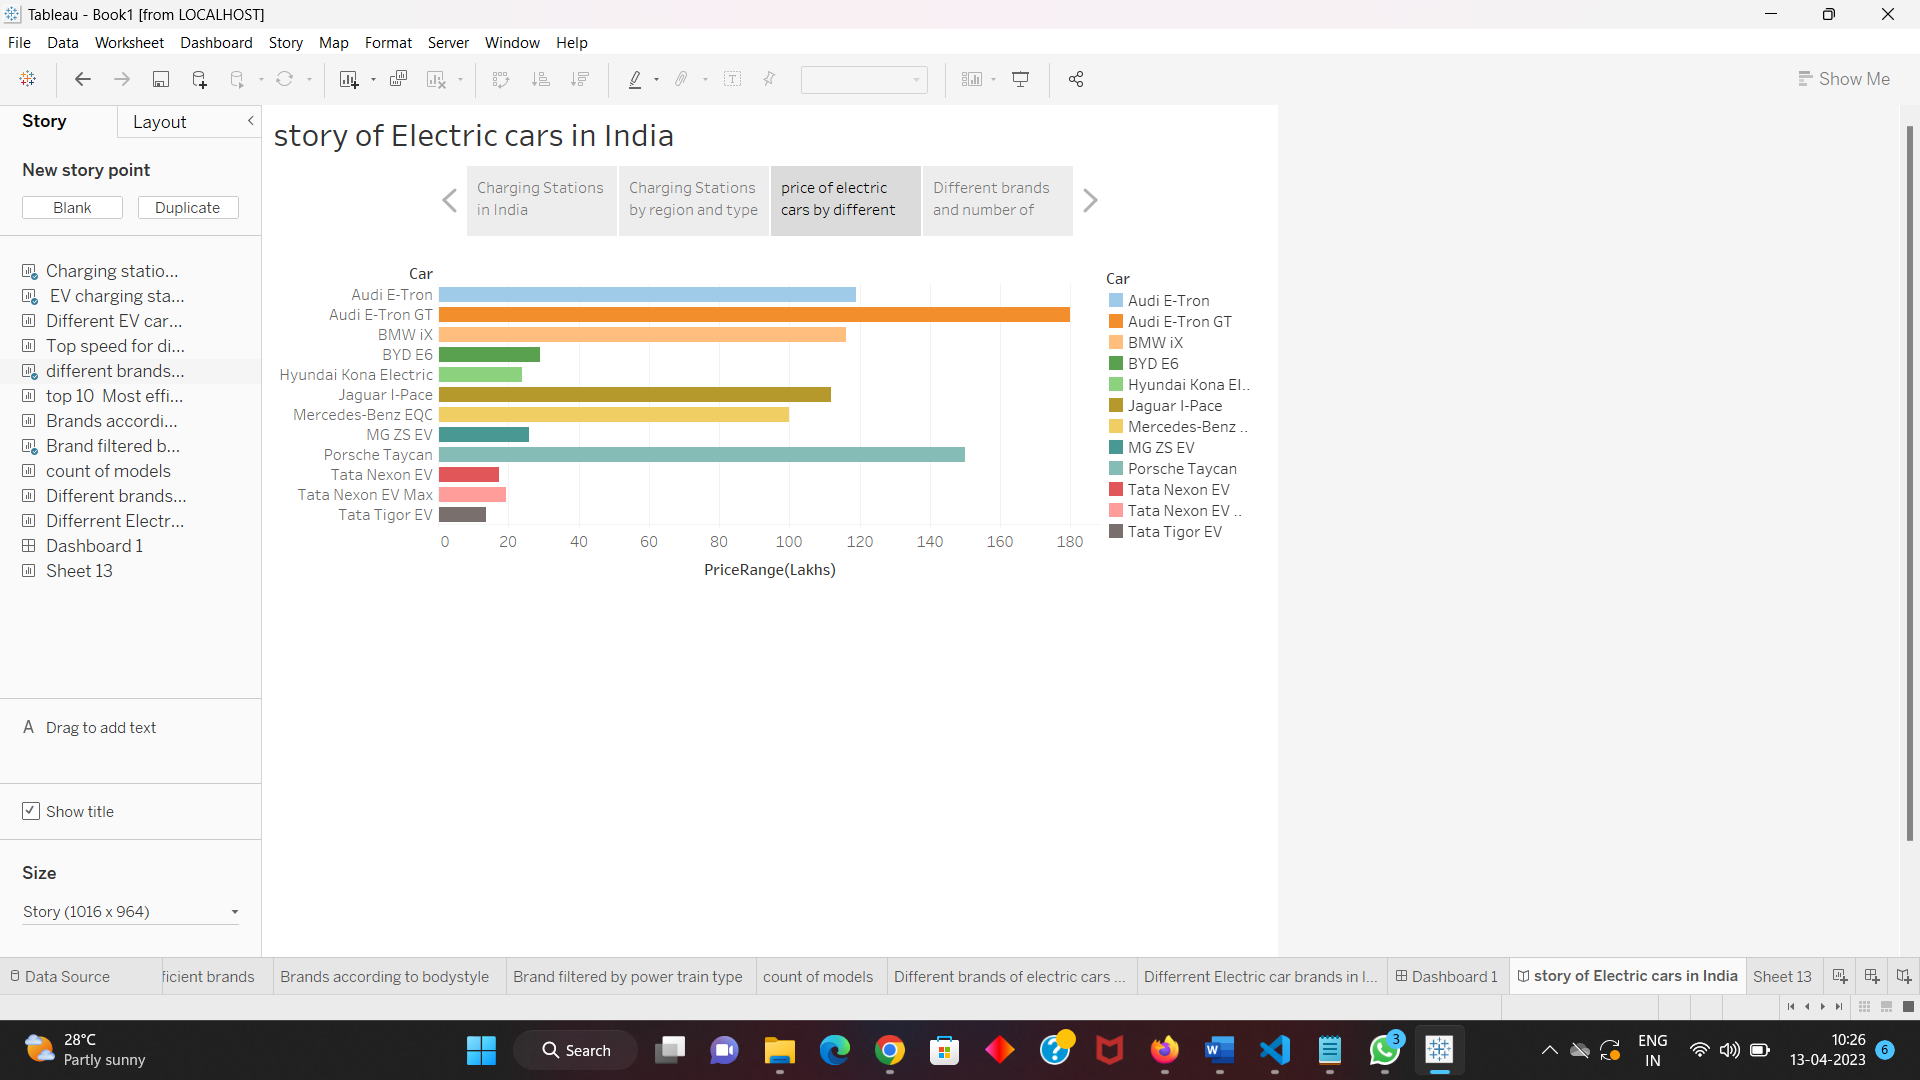 Tableau - Book1 [from LOCALHOST]
File Data Worksheet Dashboard Story Map Format Server Window Help
Show Me
Story Layout
New story point
Blank Duplicate
Charging statio...
EV charging sta...
Different EV car...
Top speed for di...
different brands...
top 10 Most effi...
Brands accordi...
Brand filtered b...
count of models
Different brands...
Differrent Electr...
Dashboard 1
Sheet 13
A Drag to add text
Show title
Size
Story (1016 x 964)
story of Electric cars in India
Charging Stations
in India
Charging Stations
by region and type
price of electric
cars by different
Different brands
and number of
Car
Audi E-Tron
Audi E-Tron GT
BMW iX
BYD E6
Hyundai Kona Electric
Jaguar I-Pace
Mercedes-Benz EQC
MG ZS EV
Porsche Taycan
Tata Nexon EV
Tata Nexon EV Max
Tata Tigor EV
0 20 40 60 80 100 120 140 160 180
PriceRange(Lakhs)
Car
Audi E-Tron
Audi E-Tron GT
BMW iX
BYD E6
Hyundai Kona El..
Jaguar I-Pace
Mercedes-Benz ..
MG ZS EV
Porsche Taycan
Tata Nexon EV
Tata Nexon EV ..
Tata Tigor EV
Data Source ficient brands Brands according to bodystyle Brand filtered by power train type count of models Different brands of electric cars ... Differrent Electric car brands in I... Dashboard 1 story of Electric cars in India Sheet 13
28°C
Partly sunny
Search
3
ENG
IN
10:26
13-04-2023
6